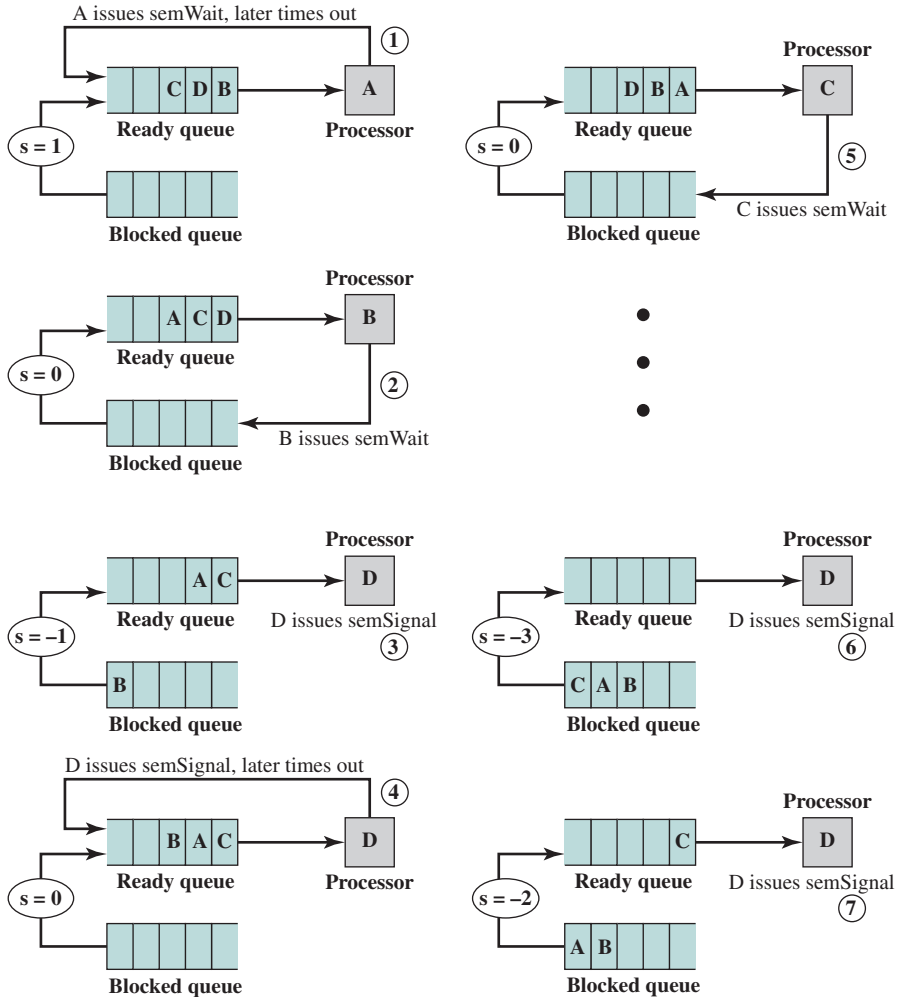 A issues semWait, later times out
1
C D B
A
Ready queue
Processor
s = 1
Blocked queue
Processor
D B A
C
Ready queue
s = 0
5
C issues semWait
Blocked queue
Processor
A C D
B
Ready queue
s = 0
2
B issues semWait
Blocked queue
Processor
A C
D
Ready queue
D issues semSignal
s = –1
3
B
Blocked queue
Processor
D
Ready queue
D issues semSignal
s = –3
6
C A B
Blocked queue
D issues semSignal, later times out
4
B A C
D
Ready queue
Processor
s = 0
Blocked queue
Processor
C
D
Ready queue
D issues semSignal
s = –2
7
A B
Blocked queue